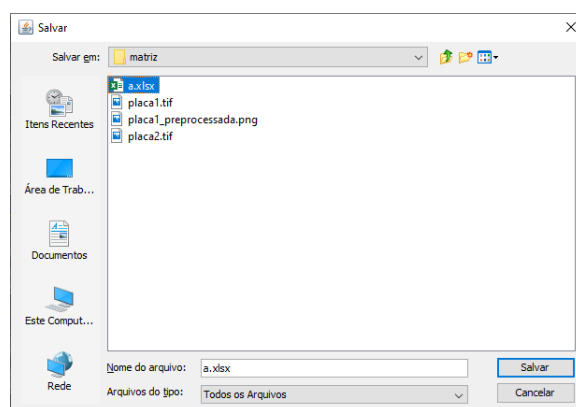 Salvar
Salvar em: matriz
a.xlsx
placa1.tif
placa1_preprocessada.png
placa2.tif
Itens Recentes
Área de Trab...
Documentos
Este Comput...
Rede
Nome do arquivo: a.xlsx Salvar
Arquivos do tipo: Todos os Arquivos Cancelar